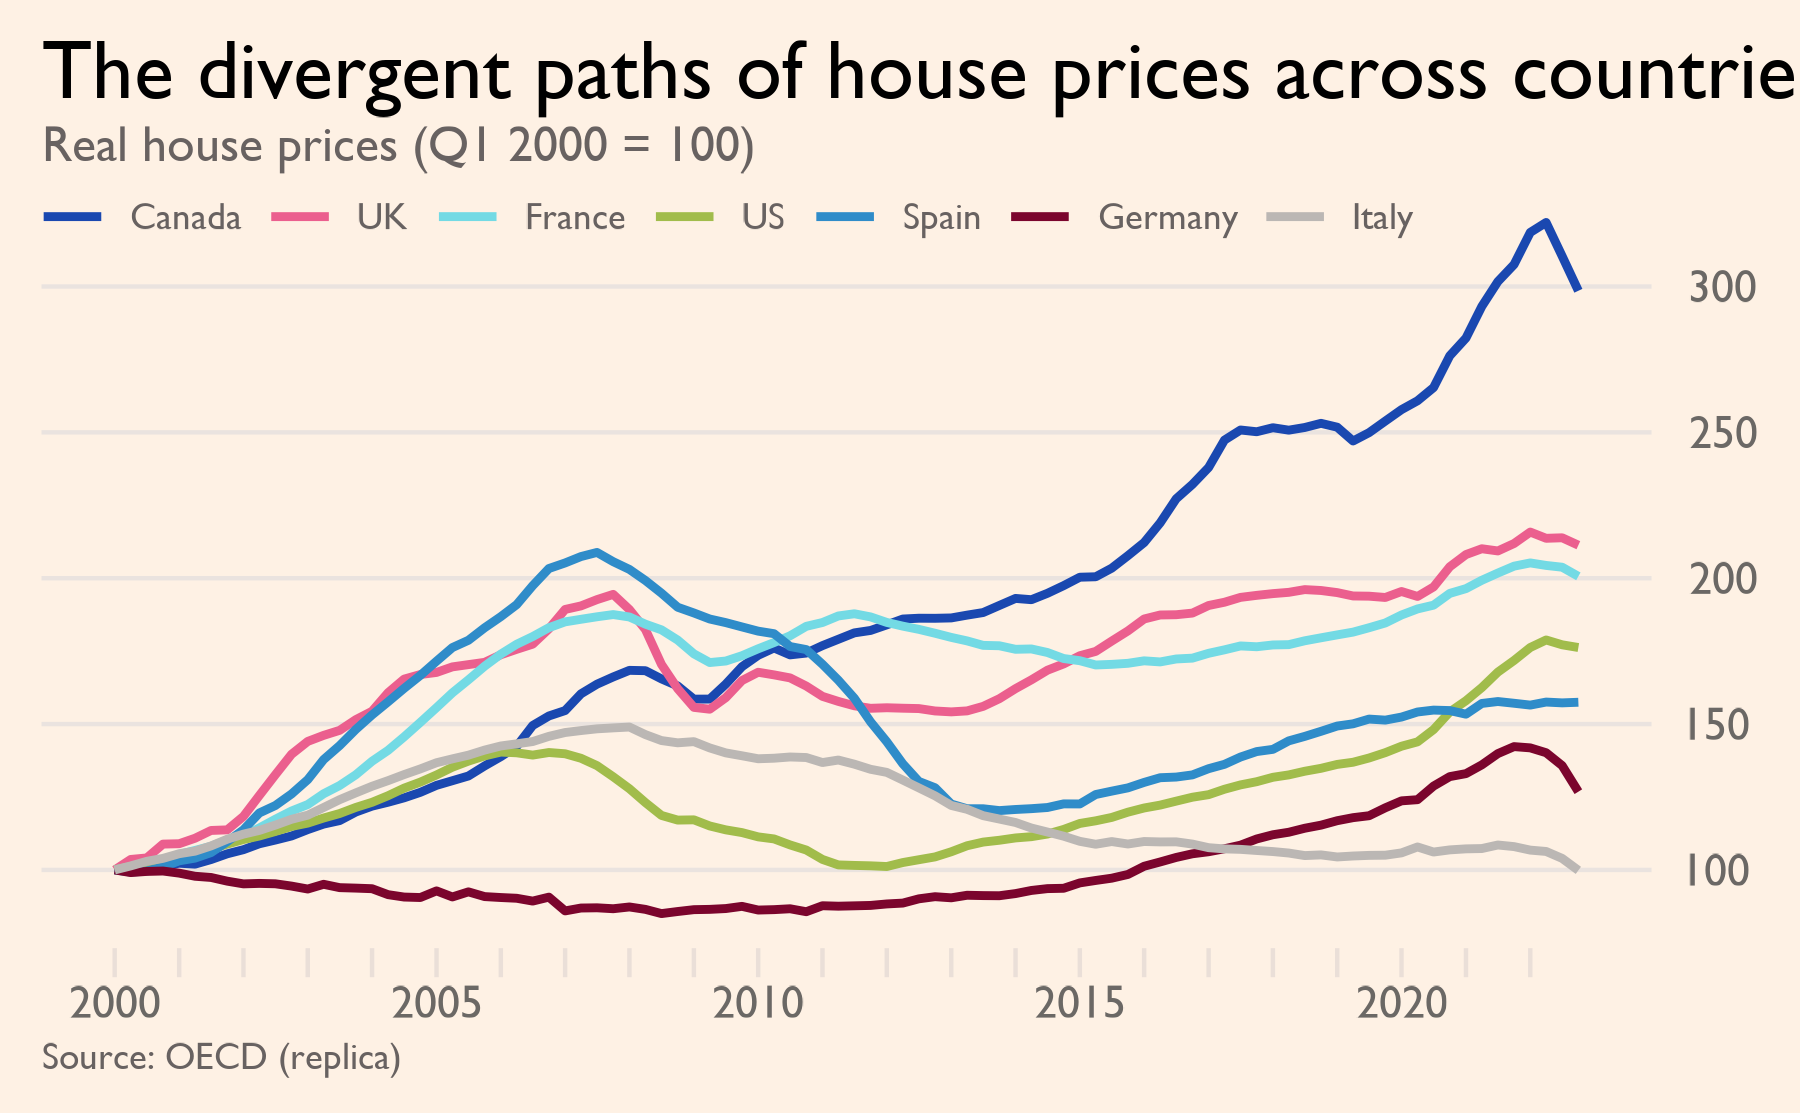 The divergent paths of house prices across countrie
Real house prices (Q1 2000 = 100)
Canada UK France US Spain Germany Italy
300
250
200
150
100
2000 2005 2010 2015 2020
Source: OECD (replica)